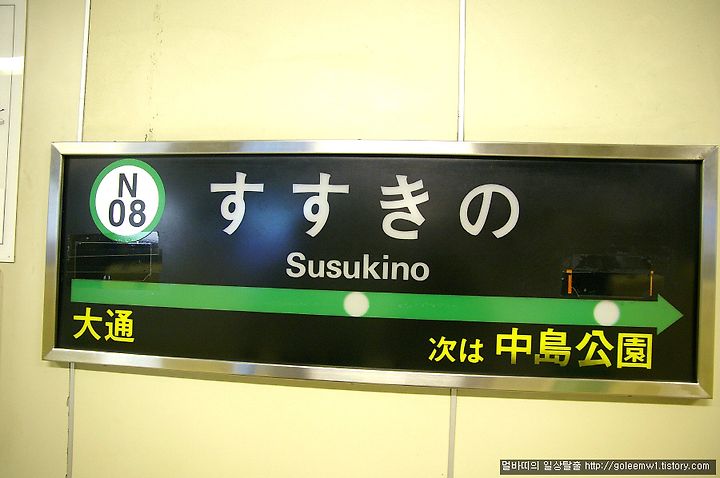 N
08
すすきの
Susukino
大通
次は 中島公園
멀바띠의 일상탈출 http://goleemw1.tistory.com